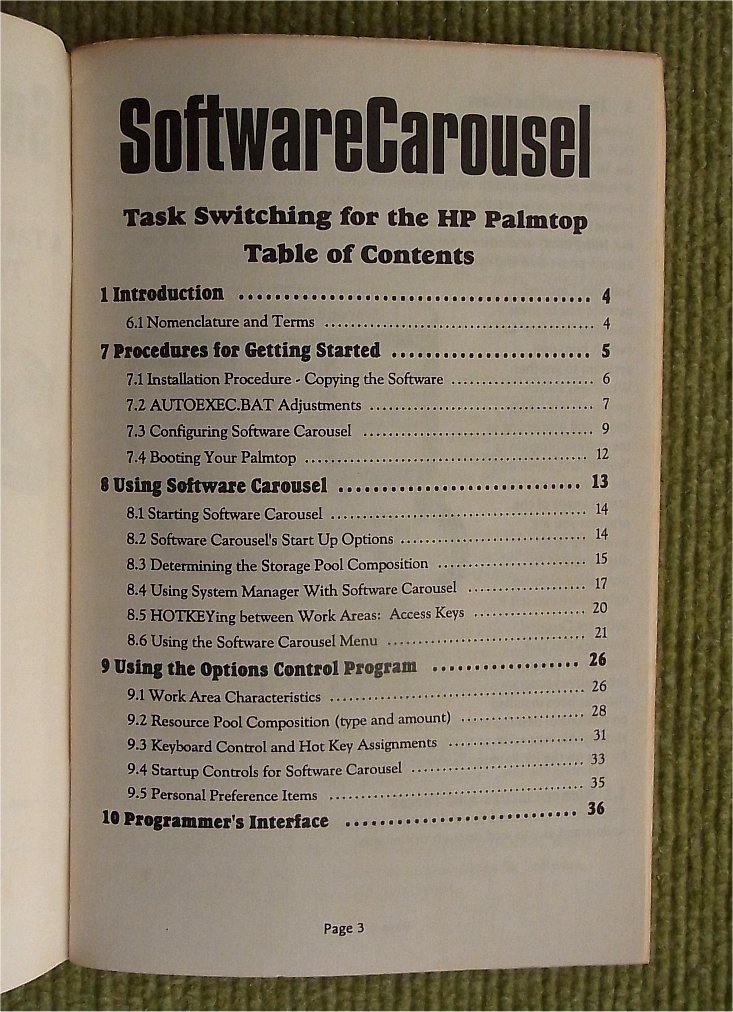 SoftwareCarousel
Task Switching for the HP Palmtop
Table of Contents
1 Introduction ........................................ 4
6.1 Nomenclature and Terms ........................................ 4
7 Procedures for Getting Started ...................... 5
7.1 Installation Procedure - Copying the Software ..................... 6
7.2 AUTOEXEC.BAT Adjustments ................................. 7
7.3 Configuring Software Carousel .................................. 9
7.4 Booting Your Palmtop .......................................... 12
8 Using Software Carousel ........................... 13
8.1 Starting Software Carousel ...................................... 14
8.2 Software Carousel's Start Up Options ............................ 14
8.3 Determining the Storage Pool Composition ...................... 15
8.4 Using System Manager With Software Carousel .................. 17
8.5 HOTKEYing between Work Areas: Access Keys ................. 20
8.6 Using the Software Carousel Menu .............................. 21
9 Using the Options Control Program ................. 26
9.1 Work Area Characteristics ...................................... 26
9.2 Resource Pool Composition (type and amount) ................... 28
9.3 Keyboard Control and Hot Key Assignments ..................... 31
9.4 Startup Controls for Software Carousel .......................... 33
9.5 Personal Preference Items ....................................... 35
10 Programmer's Interface ........................... 36
Page 3